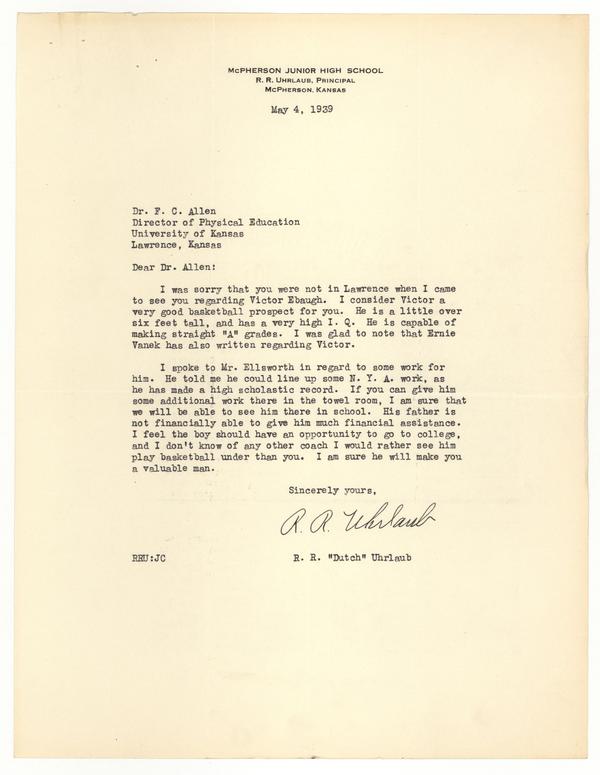 McPHERSON JUNIOR HIGH SCHOOL
R. R. UHRLAUB, PRINCIPAL
McPHERSON, KANSAS
May 4, 1939
Dr. F. C. Allen
Director of Physical Education
University of Kansas
Lawrence, Kansas
Dear Dr. Allen:
I was sorry that you were not in Lawrence when I came
to see you regarding Victor Ebaugh. I consider Victor a
very good basketball prospect for you. He is a little over
six feet tall, and has a very high I. Q. He is capable of
making straight "A" grades. I was glad to note that Ernie
Vanek has also written regarding Victor.
I spoke to Mr. Ellsworth in regard to some work for
him. He told me he could line up some N. Y. A. work, as
he has made a high scholastic record. If you can give him
some additional work there in the towel room, I am sure that
we will be able to see him there in school. His father is
not financially able to give him much financial assistance.
I feel the boy should have an opportunity to go to college,
and I don't know of any other coach I would rather see him
play basketball under than you. I am sure he will make you
a valuable man.
Sincerely yours,
R. R. Uhrlaub
RRU:JC R. R. "Dutch" Uhrlaub